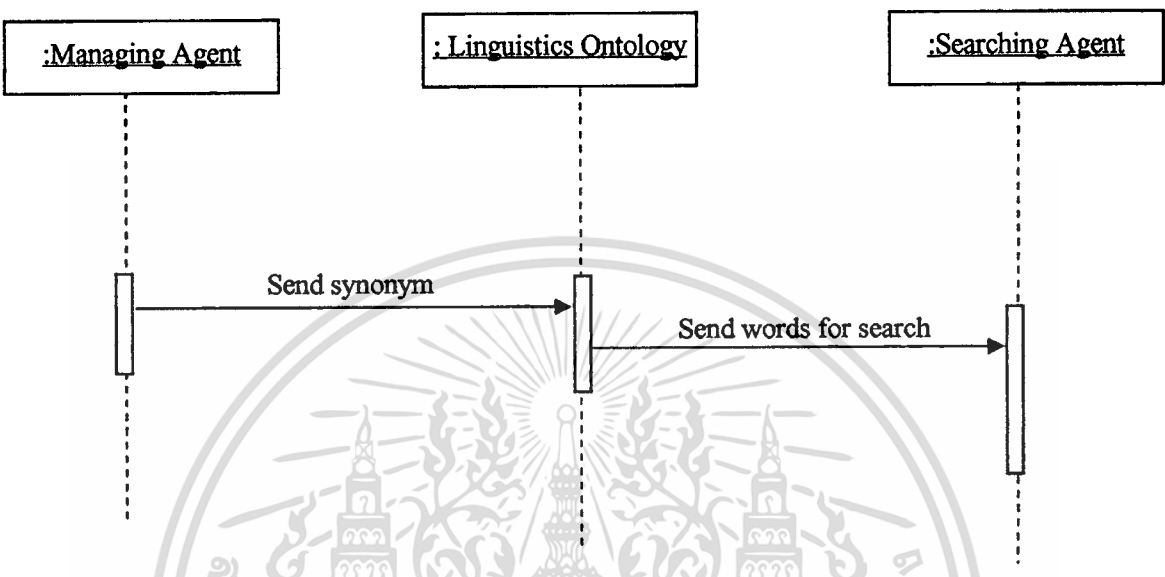 :Managing Agent
: Linguistics Ontology
:Searching Agent
Send synonym
Send words for search